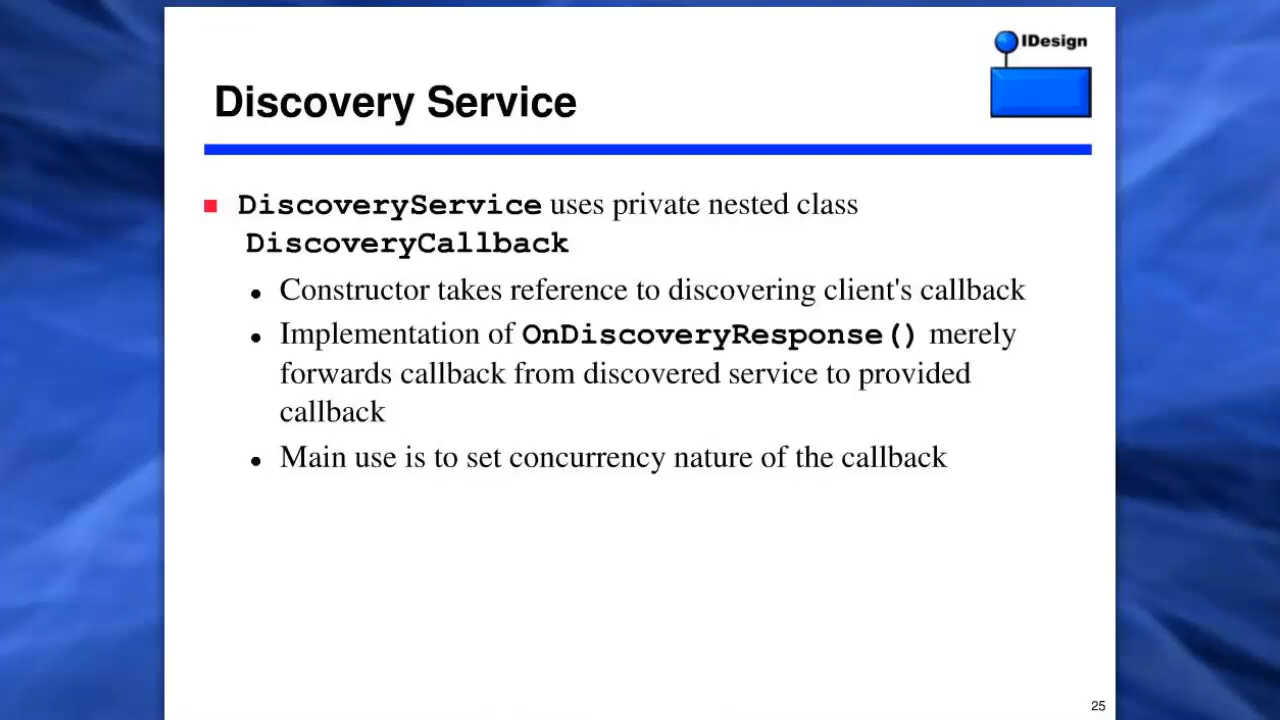 IDesign
Discovery Service
DiscoveryService uses private nested class
DiscoveryCallback
Constructor takes reference to discovering client's callback
Implementation of OnDiscoveryResponse() merely
forwards callback from discovered service to provided
callback
Main use is to set concurrency nature of the callback
25